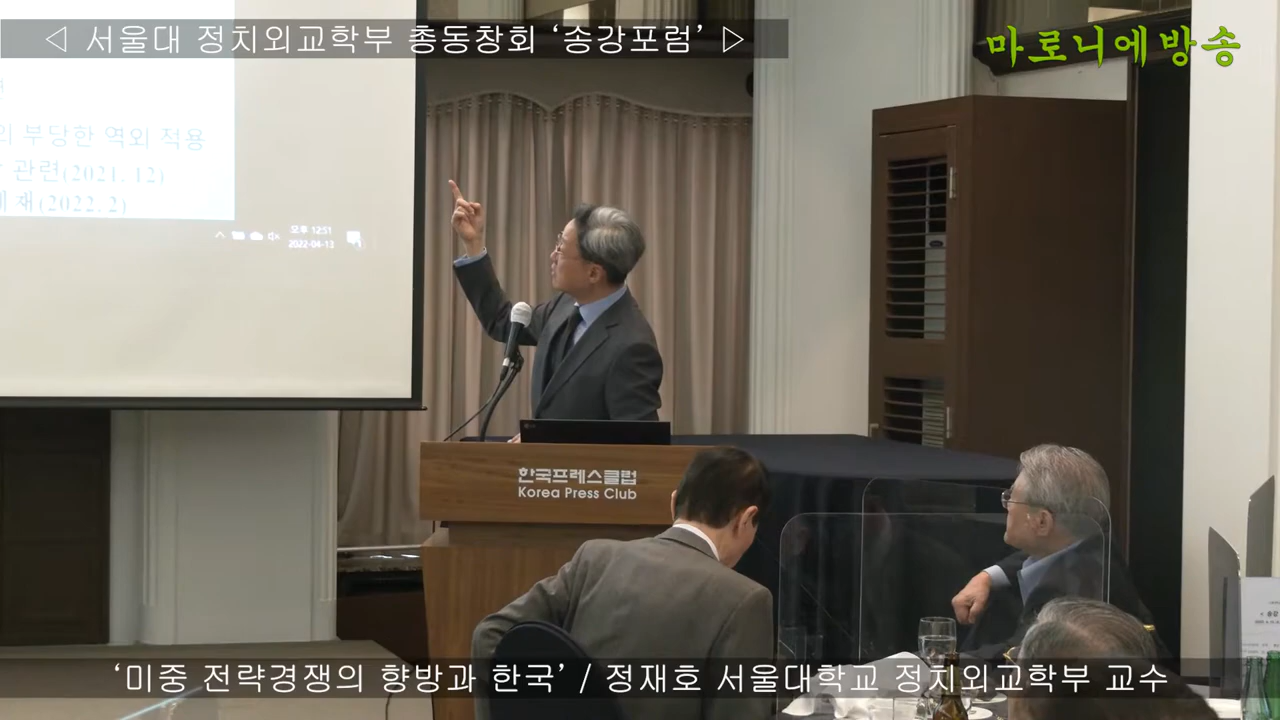 ◁ 서울대 정치외교학부 총동창회 ‘송강포럼’ ▷
마로니에방송
의 부당한 역외 적용
관련(2021. 12)
제재(2022. 2)
오후 12:51
2022-04-13
한국프레스클럽
Korea Press Club
‘미중 전략경쟁의 향방과 한국’ / 정재호 서울대학교 정치외교학부 교수